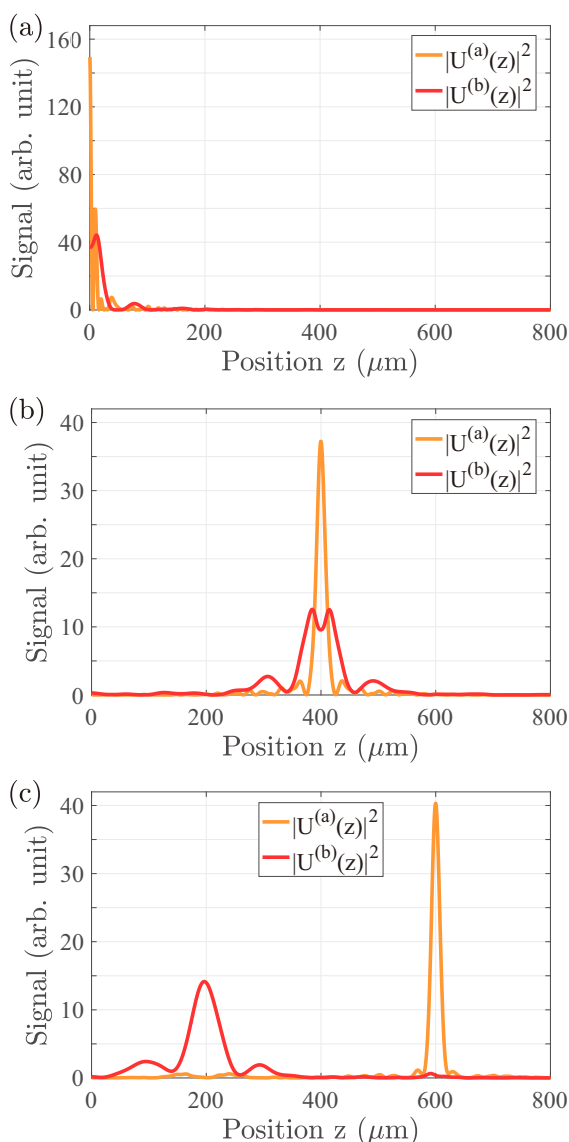 (a)
160
120
80
40
0
Signal (arb. unit)
|U^(a)(z)|^2
|U^(b)(z)|^2
0 200 400 600 800
Position z (μm)
(b)
40
30
20
10
0
Signal (arb. unit)
|U^(a)(z)|^2
|U^(b)(z)|^2
0 200 400 600 800
Position z (μm)
(c)
40
30
20
10
0
Signal (arb. unit)
|U^(a)(z)|^2
|U^(b)(z)|^2
0 200 400 600 800
Position z (μm)